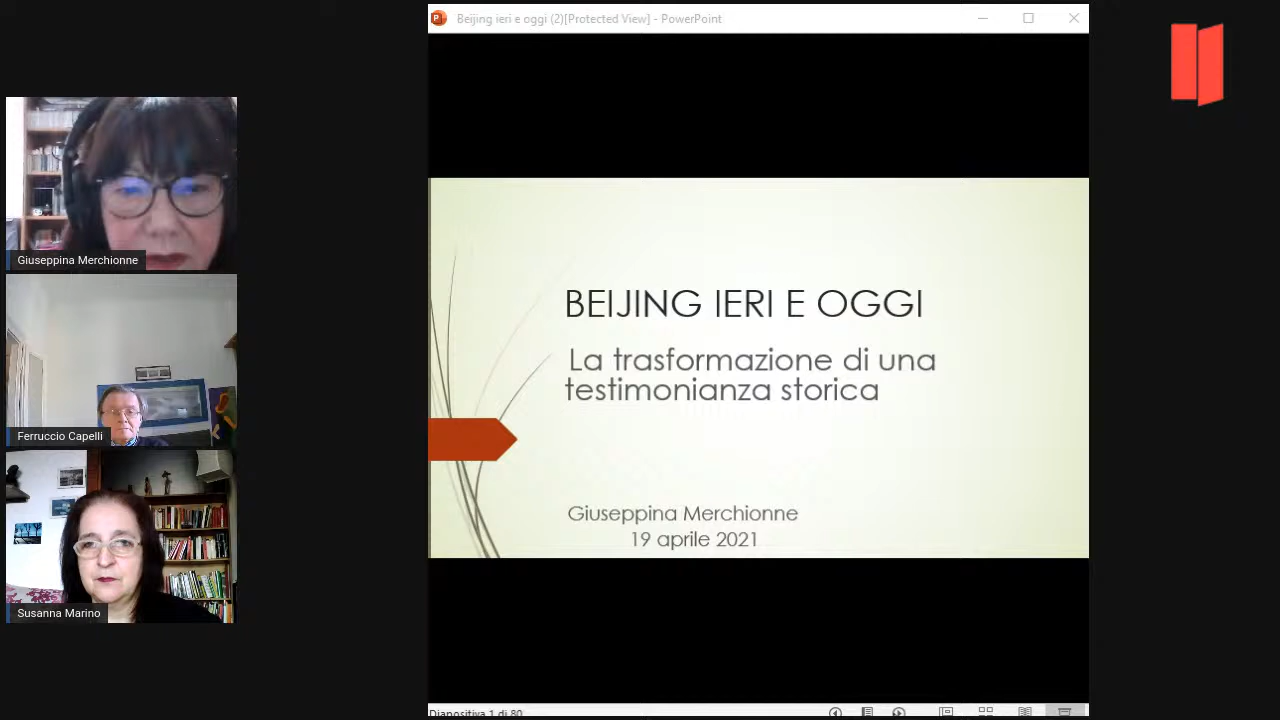 Beijing ieri e oggi (2)[Protected View] - PowerPoint
Giuseppina Merchionne
Ferruccio Capelli
Susanna Marino
BEIJING IERI E OGGI
La trasformazione di una
testimonianza storica
Giuseppina Merchionne
19 aprile 2021
Diapositiva 1 di 80